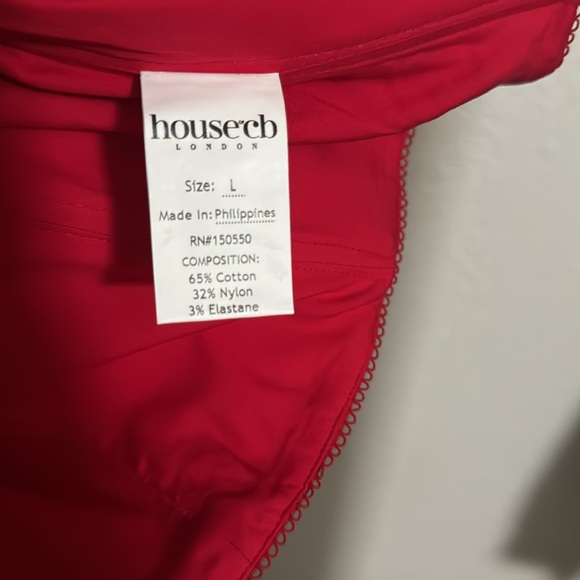 house of cb
LONDON
Size: L
Made In: Philippines
RN#150550
COMPOSITION:
65% Cotton
32% Nylon
3% Elastane